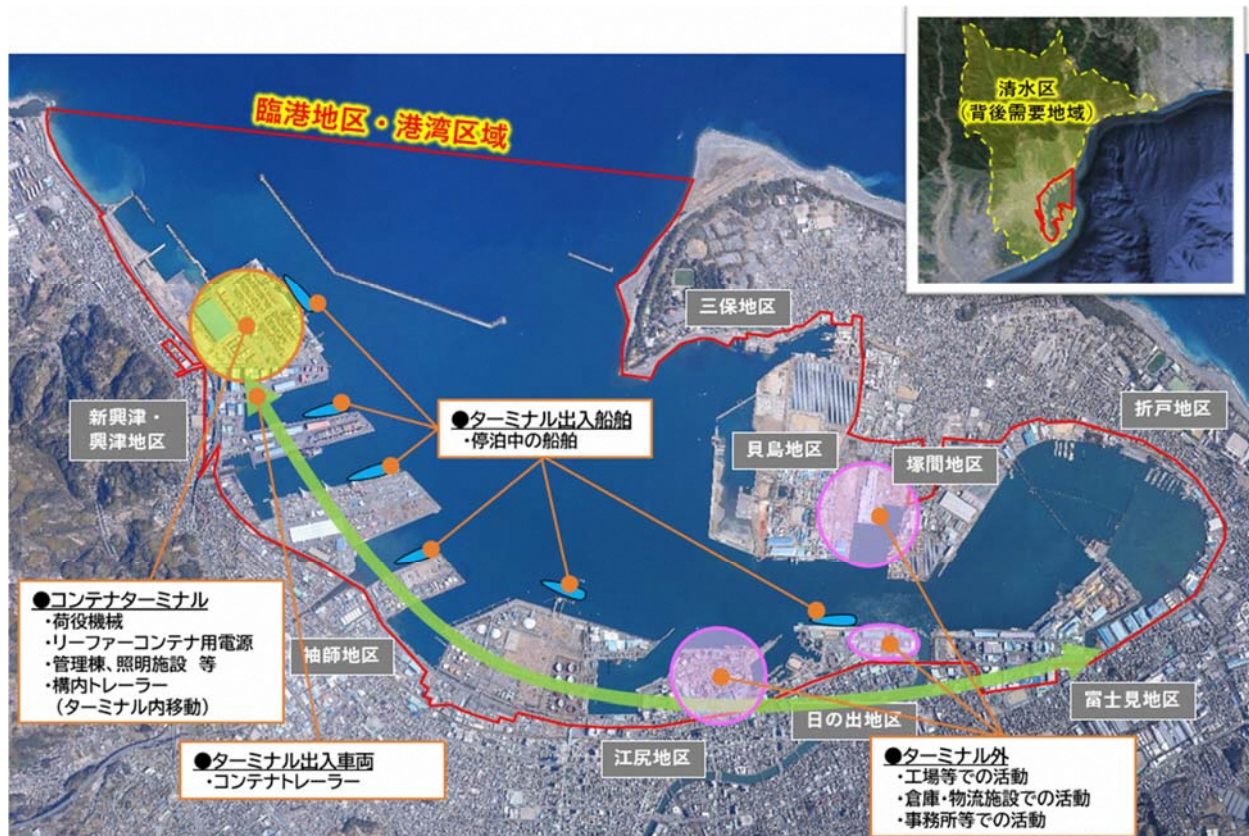 清水区
(背後需要地域)
臨港地区・港湾区域
三保地区
折戸地区
新興津・
興津地区
●ターミナル出入船舶
・停泊中の船舶
貝島地区
塚間地区
●コンテナターミナル
・荷役機械
・リーファーコンテナ用電源
・管理棟、照明施設 等
・構内トレーラー
(ターミナル内移動)
袖師地区
富士見地区
日の出地区
江尻地区
●ターミナル出入車両
・コンテナトレーラー
●ターミナル外
・工場等での活動
・倉庫・物流施設での活動
・事務所等での活動